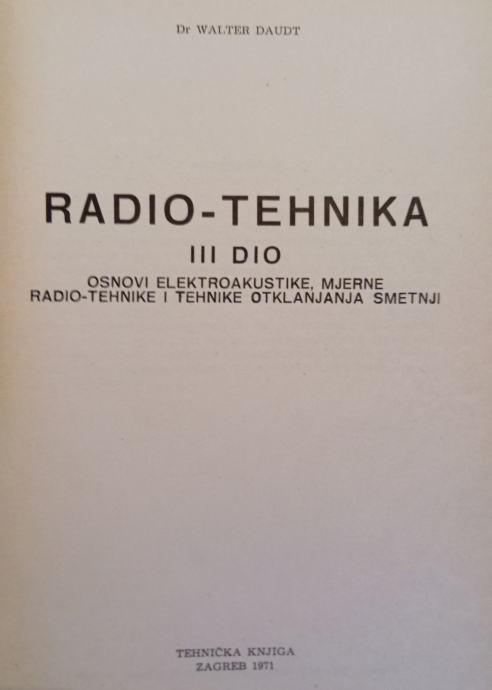 Dr WALTER DAUDT
RADIO-TEHNIKA
III DIO
OSNOVI ELEKTROAKUSTIKE, MJERNE
RADIO-TEHNIKE I TEHNIKE OTKLANJANJA SMETNJI
TEHNIČKA KNJIGA
ZAGREB 1971